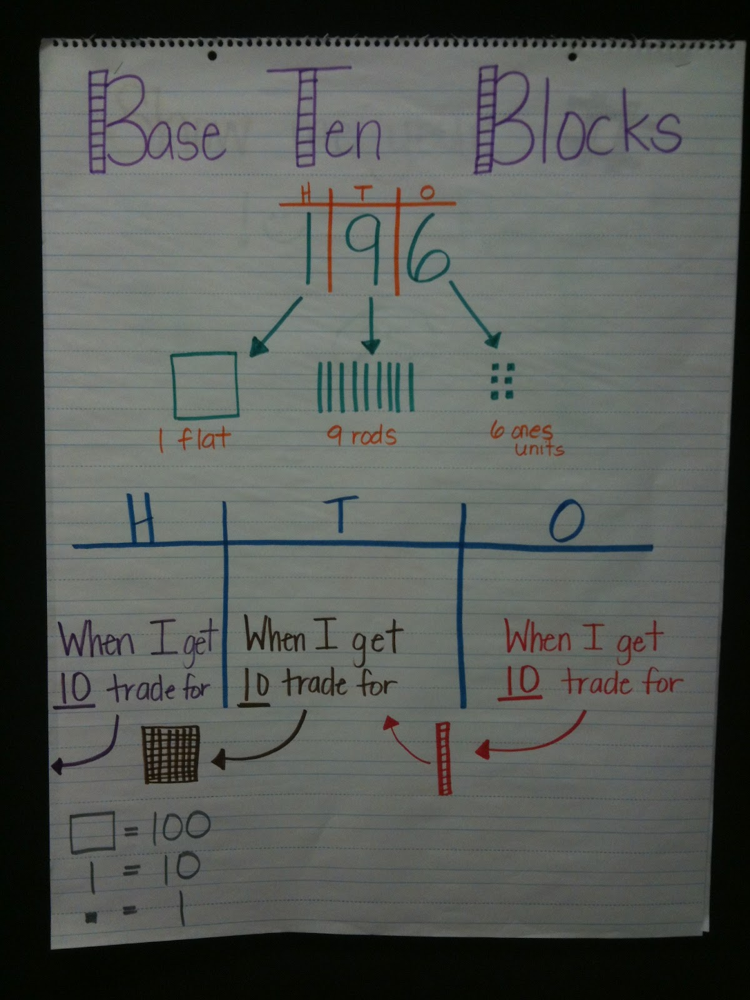 Base Ten Blocks
H T O
1 9 6
1 flat 9 rods 6 ones
units
H T O
When I get When I get When I get
10 trade for 10 trade for 10 trade for
= 100
= 10
= 1